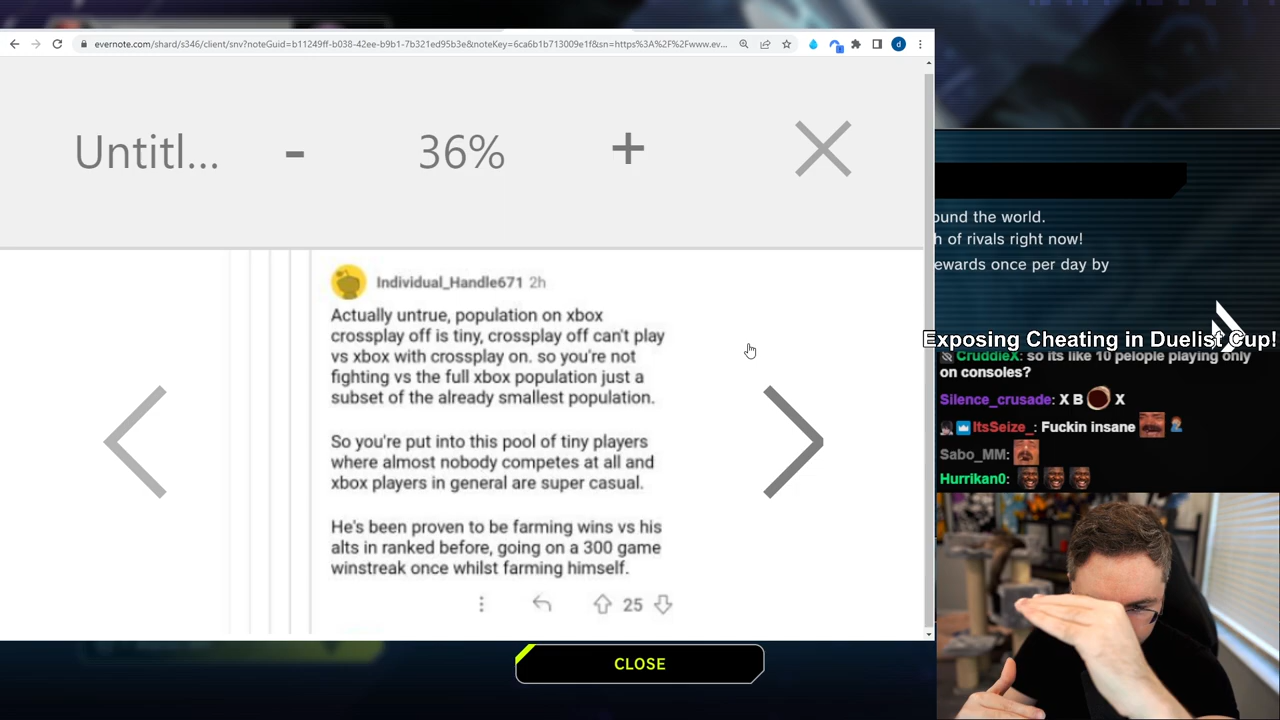 evernote.com/shard/s346/client/snv?noteGuid=b11249ff-b038-42ee-b9b1-7b321ed95b3e&noteKey=6ca6b1b713009e1f&sn=https%3A%2F%2Fwww.ev...
Untitl...
-
36%
+
Individual_Handle671 2h
Actually untrue, population on xbox
crossplay off is tiny, crossplay off can't play
vs xbox with crossplay on. so you're not
fighting vs the full xbox population just a
subset of the already smallest population.
So you're put into this pool of tiny players
where almost nobody competes at all and
xbox players in general are super casual.
He's been proven to be farming wins vs his
alts in ranked before, going on a 300 game
winstreak once whilst farming himself.
25
ound the world.
h of rivals right now!
ewards once per day by
Exposing Cheating in Duelist Cup!
CruddieX: so its like 10 pelople playing only
on consoles?
Silence_crusade: X B X
ItsSeize_: Fuckin insane
Sabo_MM:
Hurrikan0:
CLOSE